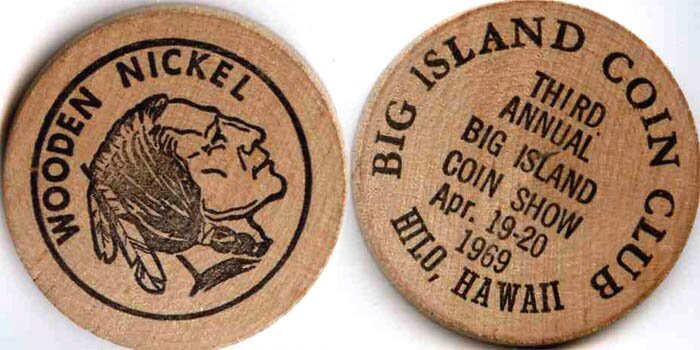 WOODEN NICKEL
BIG ISLAND COIN CLUB
THIRD.
ANNUAL
BIG ISLAND
COIN SHOW
Apr. 19-20
1969
HILO, HAWAII